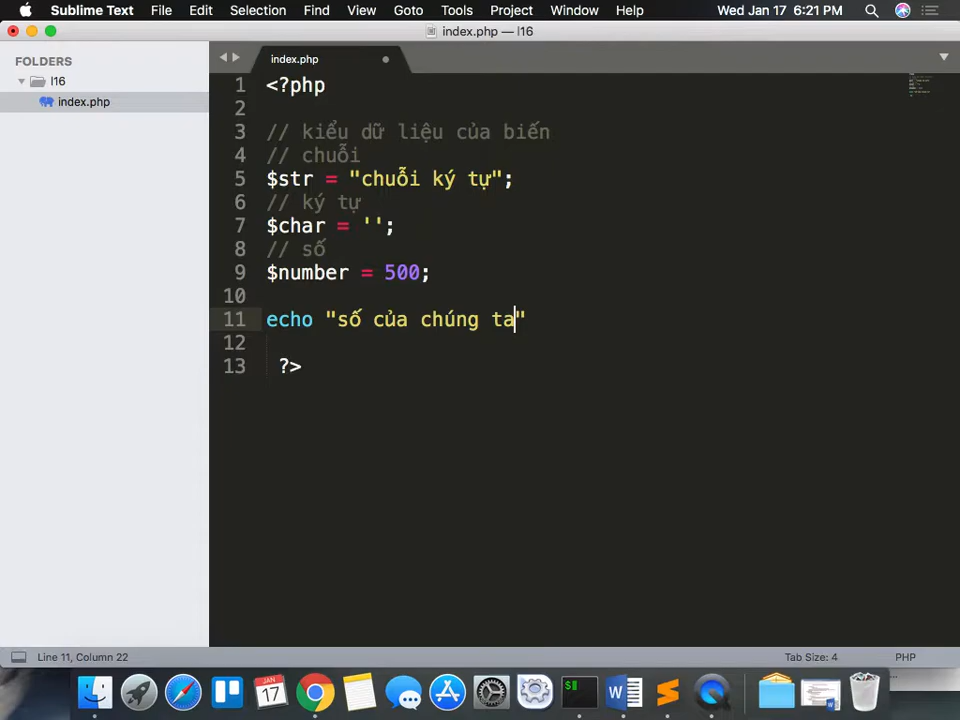 Sublime Text File Edit Selection Find View Goto Tools Project Window Help Wed Jan 17 6:21 PM
index.php — l16
FOLDERS
l16
index.php
index.php
1 <?php
2
3 // kiểu dữ liệu của biến
4 // chuỗi
5 $str = "chuỗi ký tự";
6 // ký tự
7 $char = '';
8 // số
9 $number = 500;
10
11 echo "số của chúng ta"
12
13 ?>
Line 11, Column 22 Tab Size: 4 PHP
JAN
17